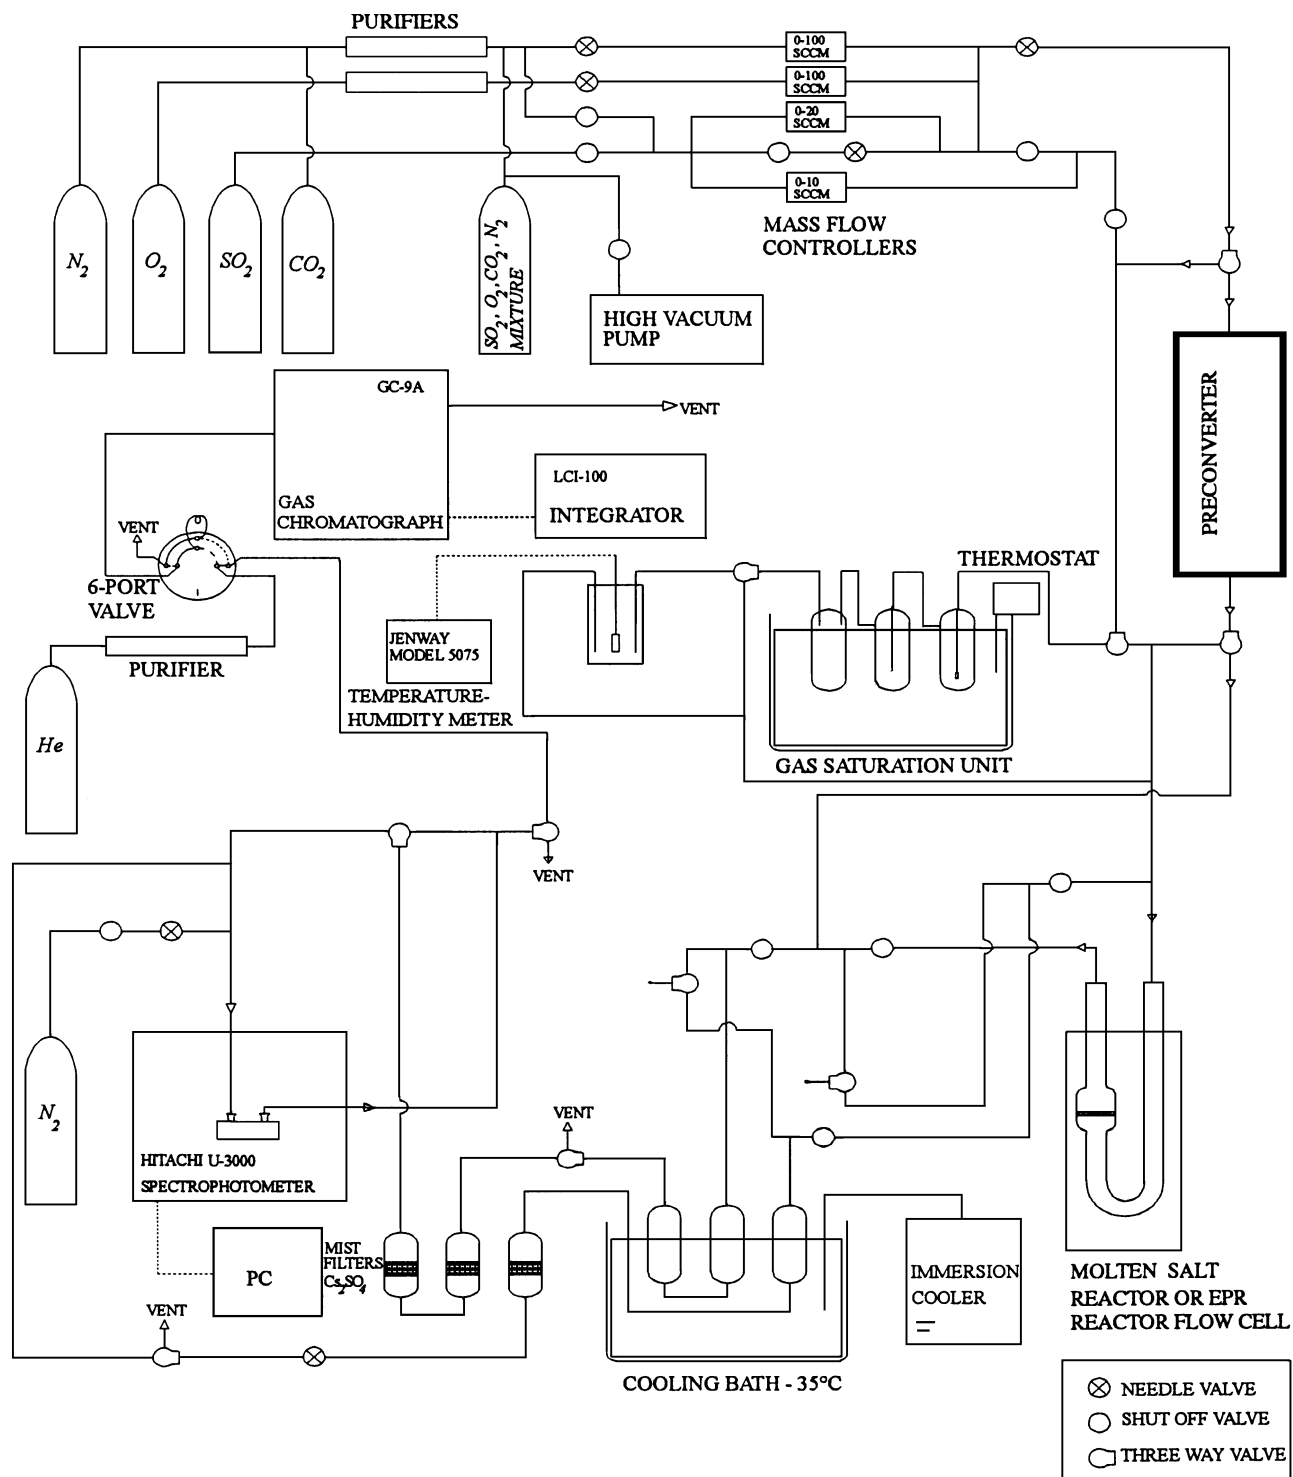 PURIFIERS
0-100
SCCM
0-100
SCCM
0-20
SCCM
0-10
SCCM
MASS FLOW
CONTROLLERS
N2
O2
SO2
CO2
SO2, O2, CO2, N2
MIXTURE
HIGH VACUUM
PUMP
PRECONVERTER
GC-9A
VENT
GAS
CHROMATOGRAPH
LCI-100
INTEGRATOR
VENT
6-PORT
VALVE
THERMOSTAT
JENWAY
MODEL 5075
PURIFIER
TEMPERATURE-
HUMIDITY METER
He
GAS SATURATION UNIT
VENT
N2
HITACHI U-3000
SPECTROPHOTOMETER
VENT
PC
MIST
FILTERS
Cs2SO4
IMMERSION
COOLER
VENT
MOLTEN SALT
REACTOR OR EPR
REACTOR FLOW CELL
COOLING BATH - 35°C
NEEDLE VALVE
SHUT OFF VALVE
THREE WAY VALVE